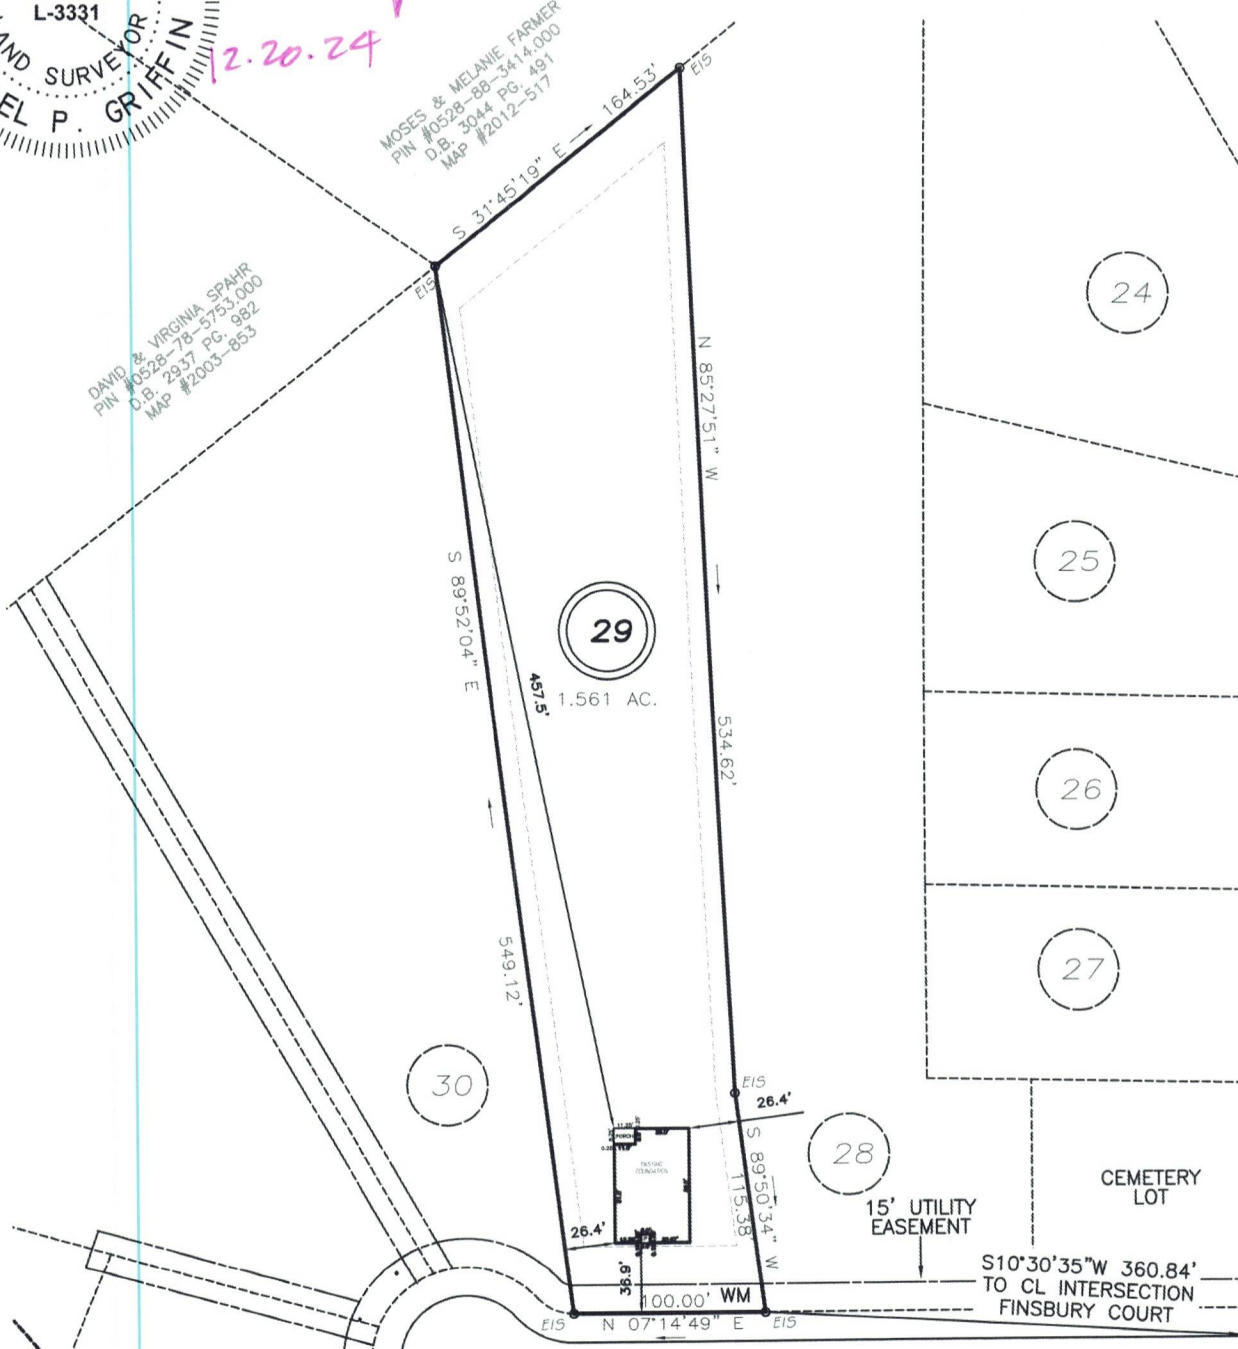 L-3331
AND SURVEYOR
EL P. GRIFFIN
12.20.24
MOSES & MELANIE FARMER
PIN #0528-88-3414.000
D.B. 3044 PG. 491
MAP #2012-517
EIS
S 31°45'19" E
164.53'
EIS
DAVID & VIRGINIA SPAHR
PIN #0528-78-5753.000
D.B. 2937 PG. 982
MAP #2003-853
24
N 85°27'51" W
534.62'
25
S 89°52'04" E
549.12'
29
1.561 AC.
457.5'
26
27
30
EIS
26.4'
PORCH
EXISTING
FOUNDATION
S 89°50'34" W
115.38'
28
CEMETERY
LOT
15' UTILITY
EASEMENT
26.4'
36.9'
S10°30'35"W 360.84'
TO CL INTERSECTION
FINSBURY COURT
100.00' WM
EIS
N 07°14'49" E
EIS